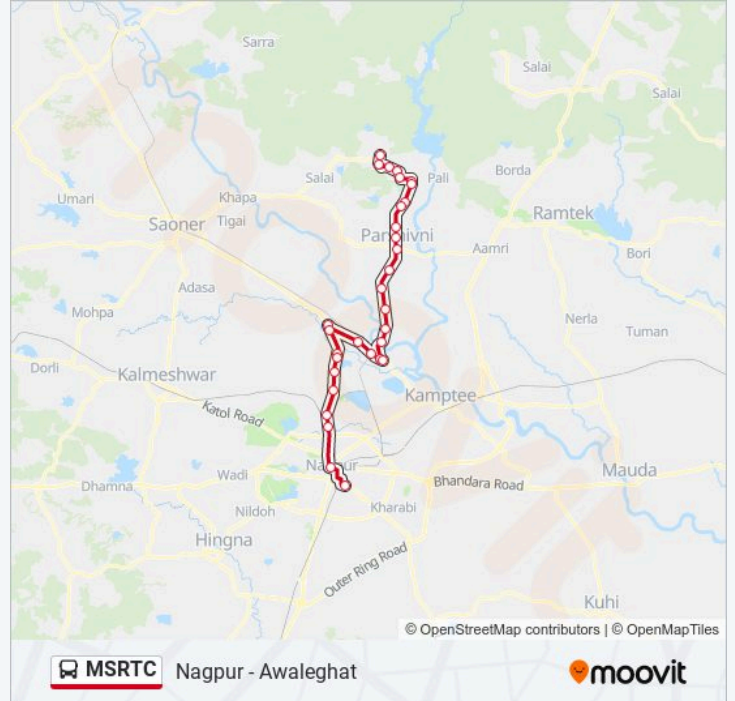 Sarra
Salai
Salai
Salai
Pali
Borda
Umari
Khapa
Ramtek
Saoner
Tigai
Aamri
Bori
Adasa
Mohpa
Nerla
Tuman
Dorli
Kalmeshwar
Kamptee
Katol Road
Wadi
Mauda
Dhamna
Bhandara Road
Nildoh
Kharabi
Hingna
Outer Ring Road
Kuhi
© OpenStreetMap contributors | © OpenMapTiles
MSRTC Nagpur - Awaleghat
moovit